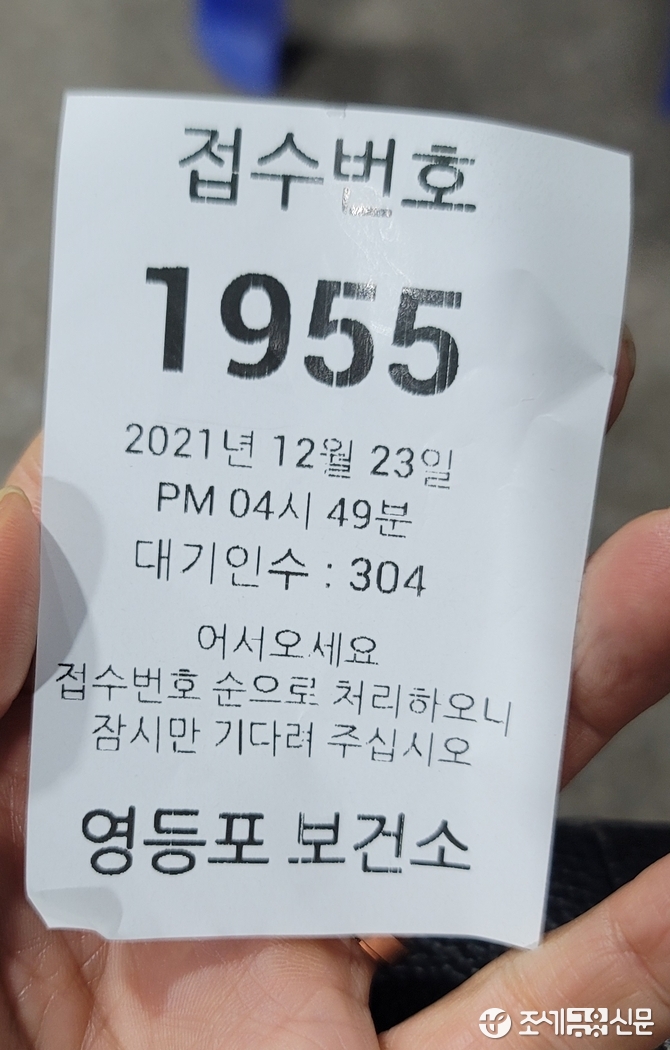 접수번호
1955
2021년 12월 23일
PM 04시 49분
대기인수 : 304
어서오세요
접수번호 순으로 처리하오니
잠시만 기다려 주십시오
영등포 보건소
조세금융신문